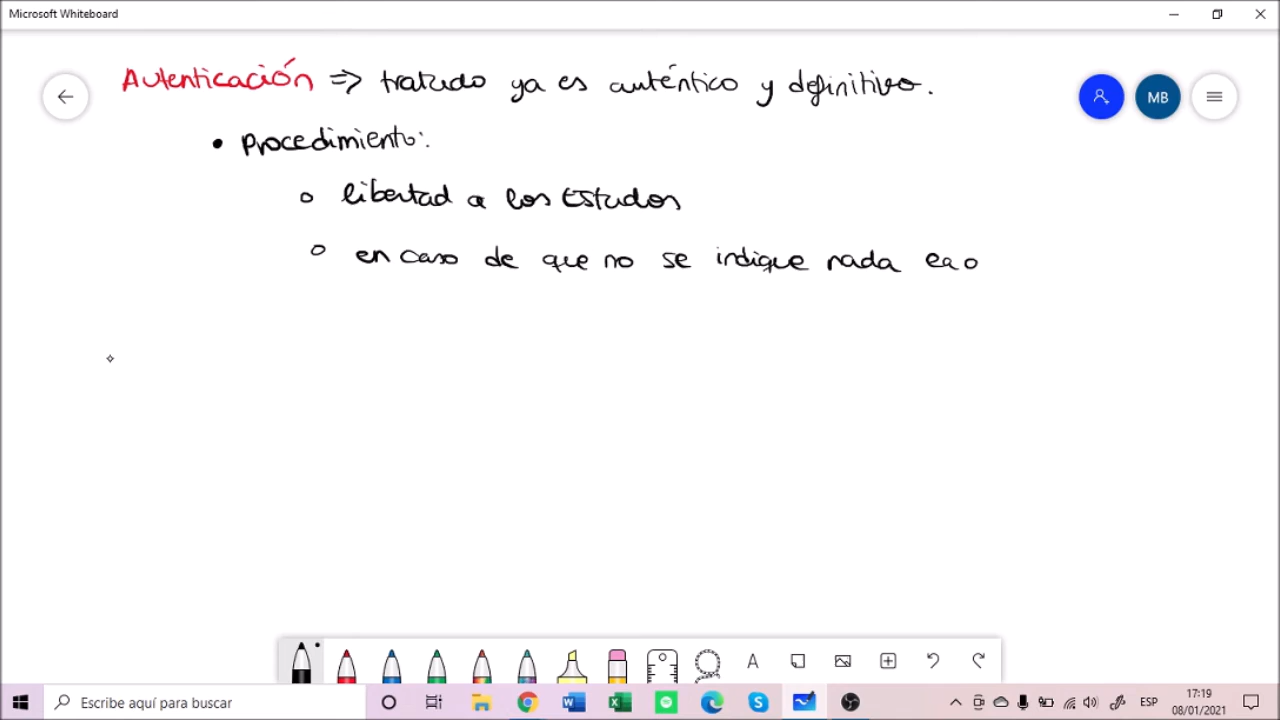 Microsoft Whiteboard
Autenticación => tratado ya es auténtico y definitivo.
MB
• Procedimiento:
o libertad a los Estados
o en caso de que no se indique nada
A
Escribe aquí para buscar
ESP
17:19
08/01/2021